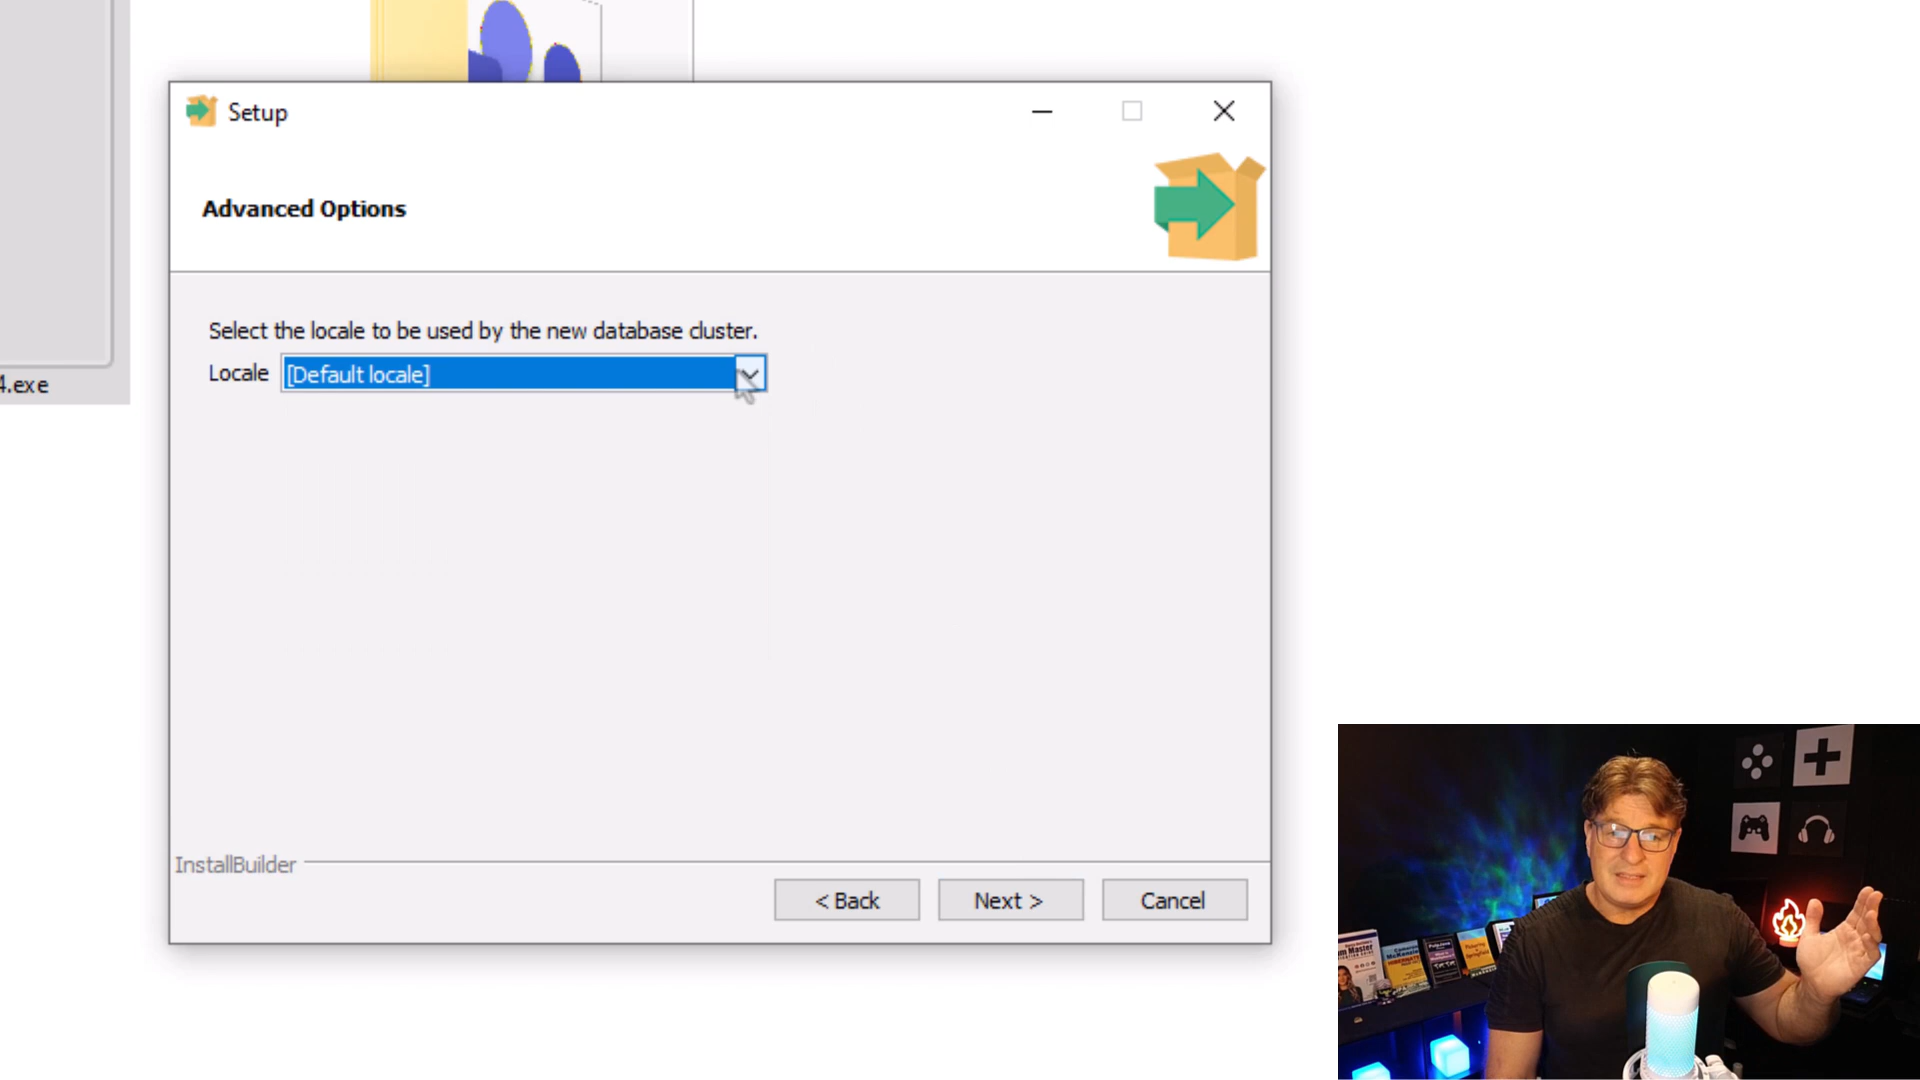 Setup
Advanced Options
Select the locale to be used by the new database cluster.
Locale [Default locale]
4.exe
InstallBuilder
< Back Next > Cancel